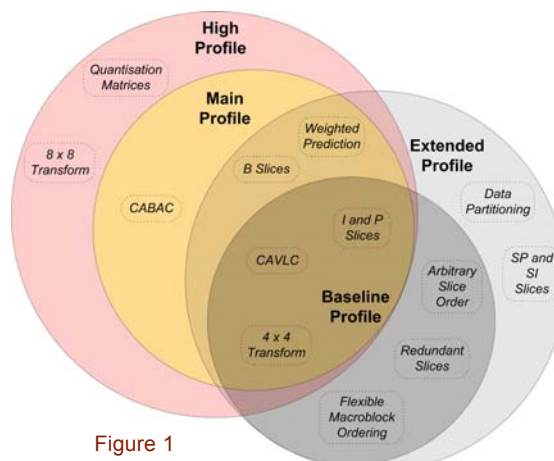 High
Profile
Quantisation
Matrices
Main
Profile
Weighted
Prediction
Extended
Profile
8 x 8
Transform
B Slices
Data
Partitioning
CABAC
I and P
Slices
CAVLC
SP and
SI
Slices
Arbitrary
Slice
Order
Baseline
Profile
4 x 4
Transform
Redundant
Slices
Flexible
Macroblock
Ordering
Figure 1